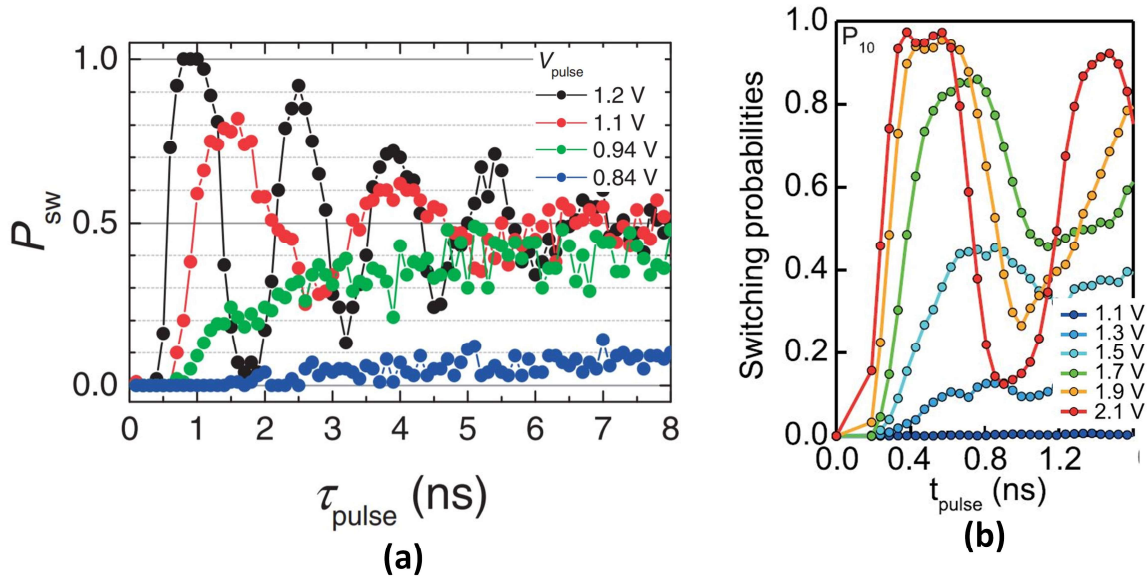 P_sw
1.0
0.5
0.0
V_pulse
1.2 V
1.1 V
0.94 V
0.84 V
0 1 2 3 4 5 6 7 8
τ_pulse (ns)
(a)
Switching probabilities
1.0
0.8
0.6
0.4
0.2
0.0
P_10
1.1 V
1.3 V
1.5 V
1.7 V
1.9 V
2.1 V
0.0 0.4 0.8 1.2
t_pulse (ns)
(b)